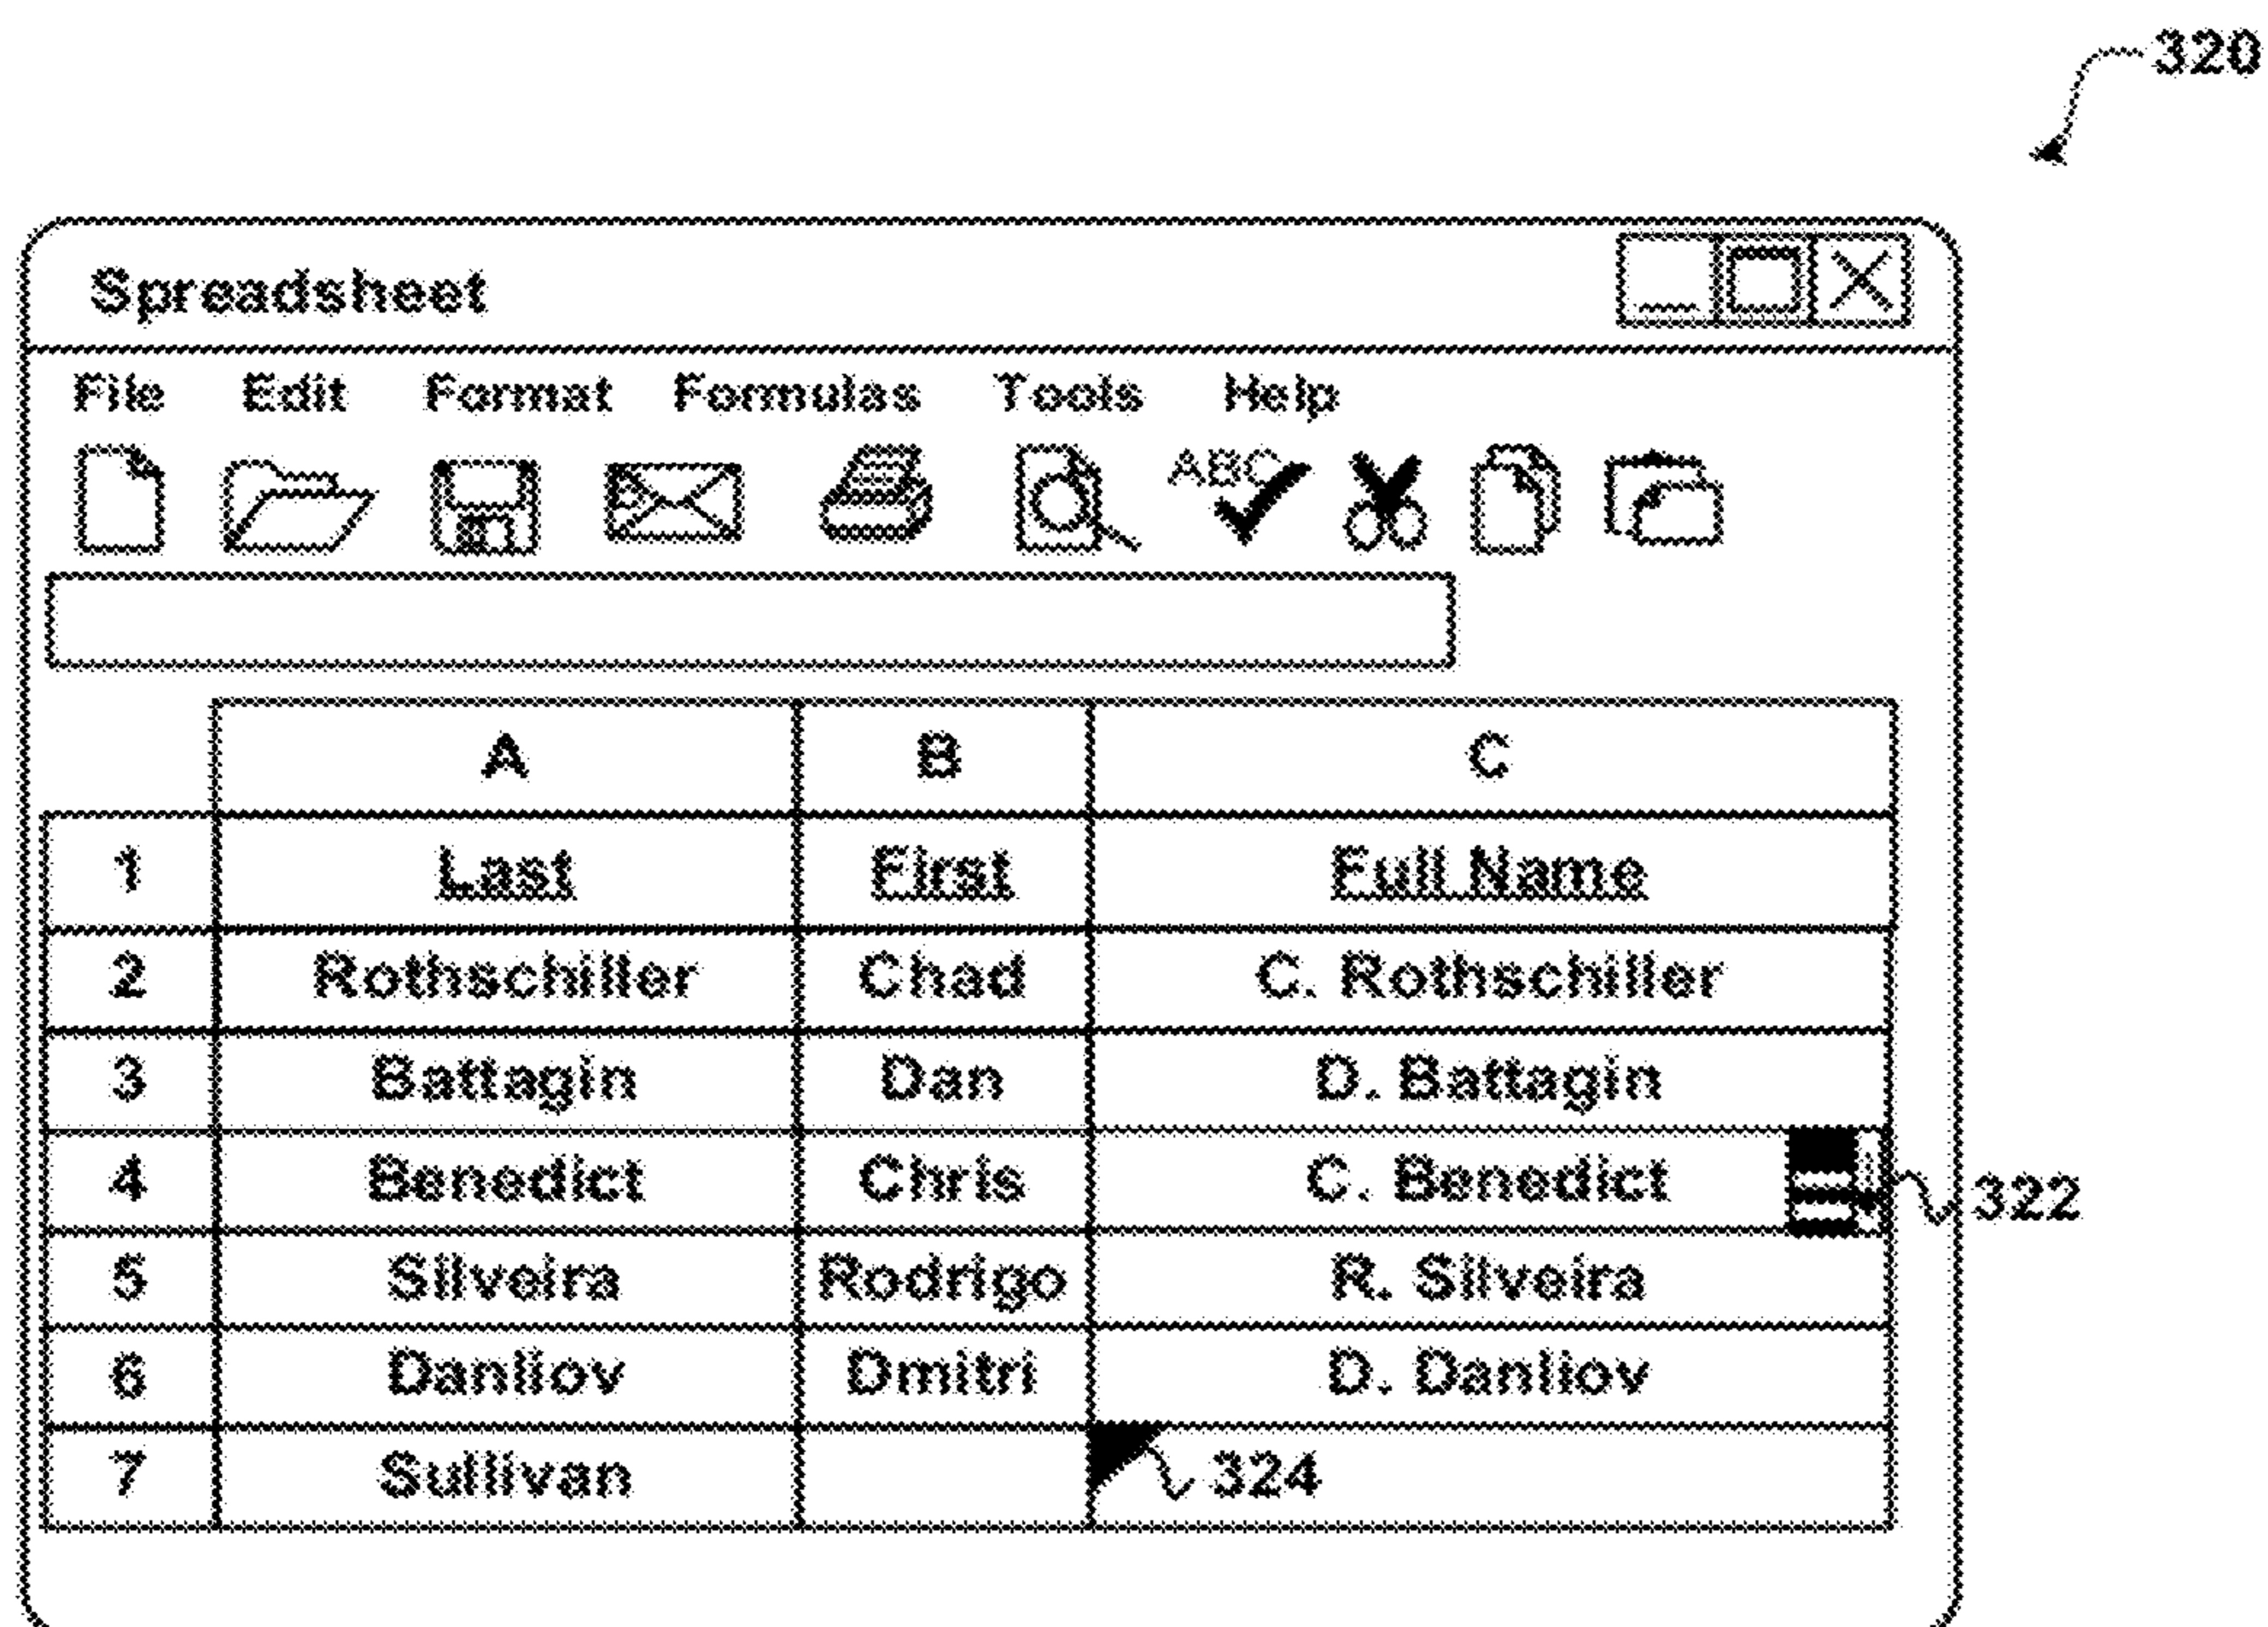 320
Spreadsheet
File Edit Format Formulas Tools Help
ABC
A B C
1 Last First Full Name
2 Rothschiller Chad C. Rothschiller
3 Battagin Dan D. Battagin
4 Benedict Chris C. Benedict 322
5 Silveira Rodrigo R. Silveira
6 Danliov Dmitri D. Danliov
7 Sullivan 324